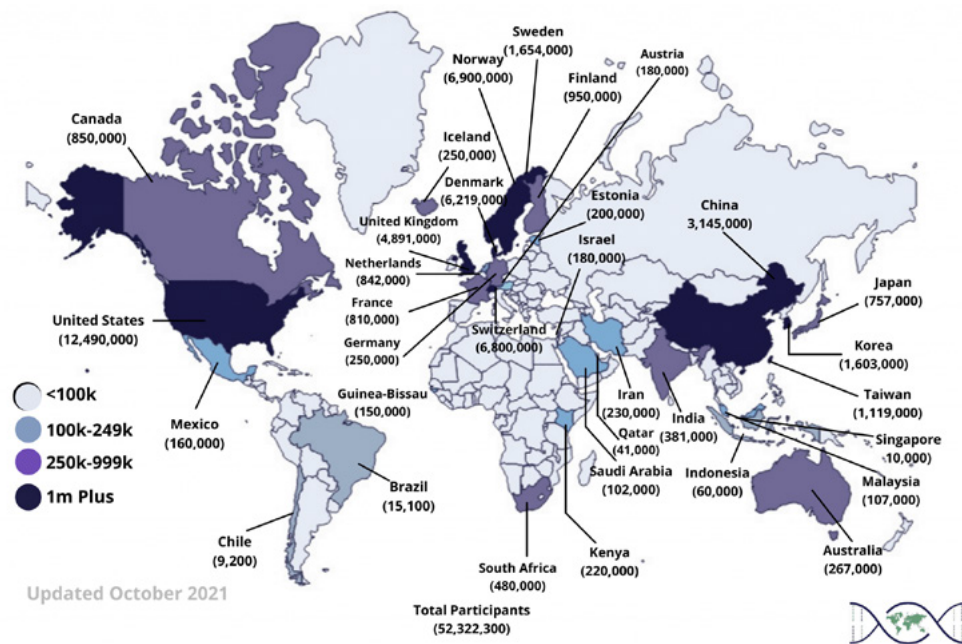 Sweden
(1,654,000)
Norway
(6,900,000)
Austria
(180,000)
Finland
(950,000)
Canada
(850,000)
Iceland
(250,000)
Denmark
(6,219,000)
Estonia
(200,000)
China
3,145,000)
United Kingdom
(4,891,000)
Israel
(180,000)
Netherlands
(842,000)
Japan
(757,000)
France
(810,000)
United States
(12,490,000)
Germany
(250,000)
Switzerland
(6,800,000)
Korea
(1,603,000)
<100k
100k-249k
250k-999k
1m Plus
Guinea-Bissau
(150,000)
Iran
(230,000)
Taiwan
(1,119,000)
Mexico
(160,000)
India
(381,000)
Qatar
(41,000)
Singapore
10,000)
Brazil
(15,100)
Saudi Arabia
(102,000)
Indonesia
(60,000)
Malaysia
(107,000)
Chile
(9,200)
Kenya
(220,000)
Australia
(267,000)
South Africa
(480,000)
Updated October 2021
Total Participants
(52,322,300)